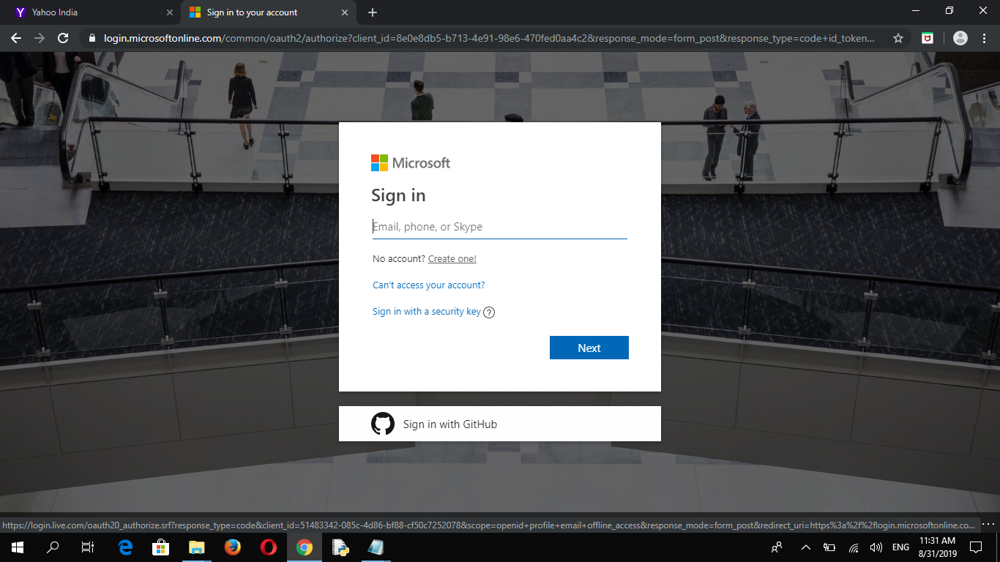 Yahoo India
Sign in to your account
login.microsoftonline.com/common/oauth2/authorize?client_id=8e0e8db5-b713-4e91-98e6-470fed0aa4c2&response_mode=form_post&response_type=code+id_token...
Microsoft
Sign in
Email, phone, or Skype
No account? Create one!
Can't access your account?
Sign in with a security key ?
Next
Sign in with GitHub
https://login.live.com/oauth20_authorize.srf?response_type=code&client_id=51483342-085c-4d86-bf88-cf50c7252078&scope=openid+profile+email+offline_access&response_mode=form_post&redirect_uri=https%3a%2f%2flogin.microsoftonline.co...
ENG
11:31 AM
8/31/2019